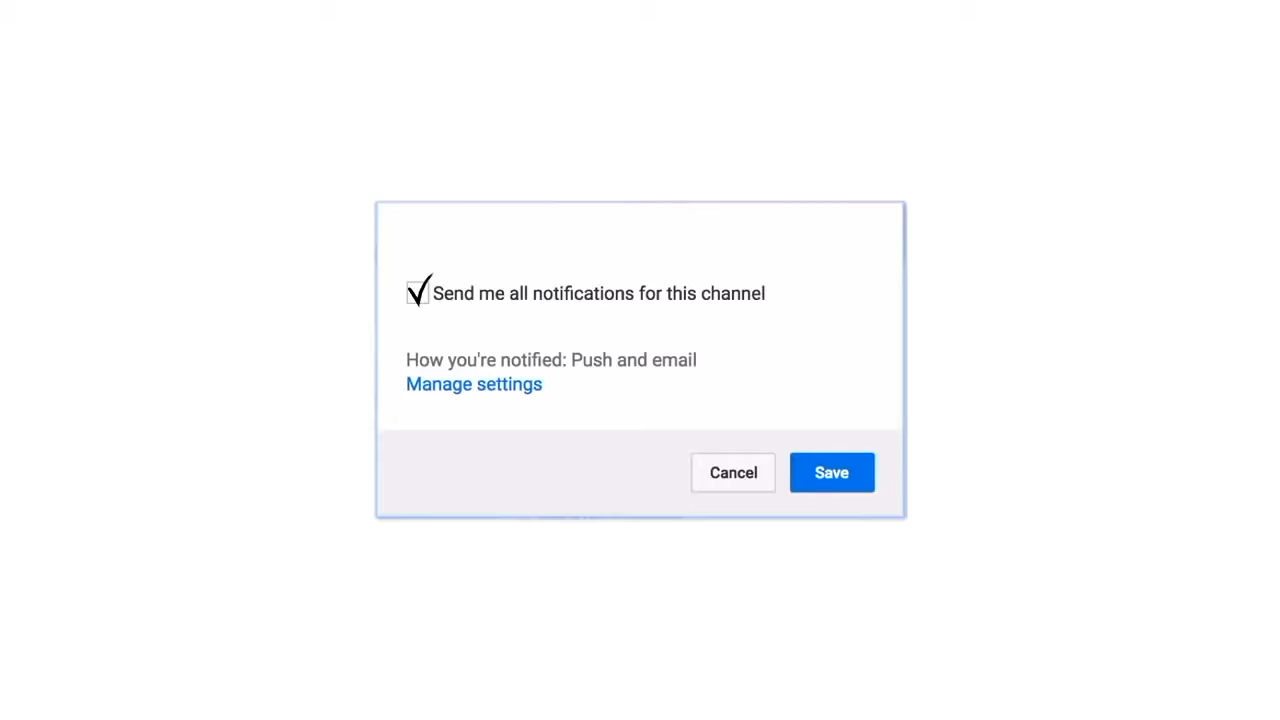 Send me all notifications for this channel
How you're notified: Push and email
Manage settings
Cancel
Save